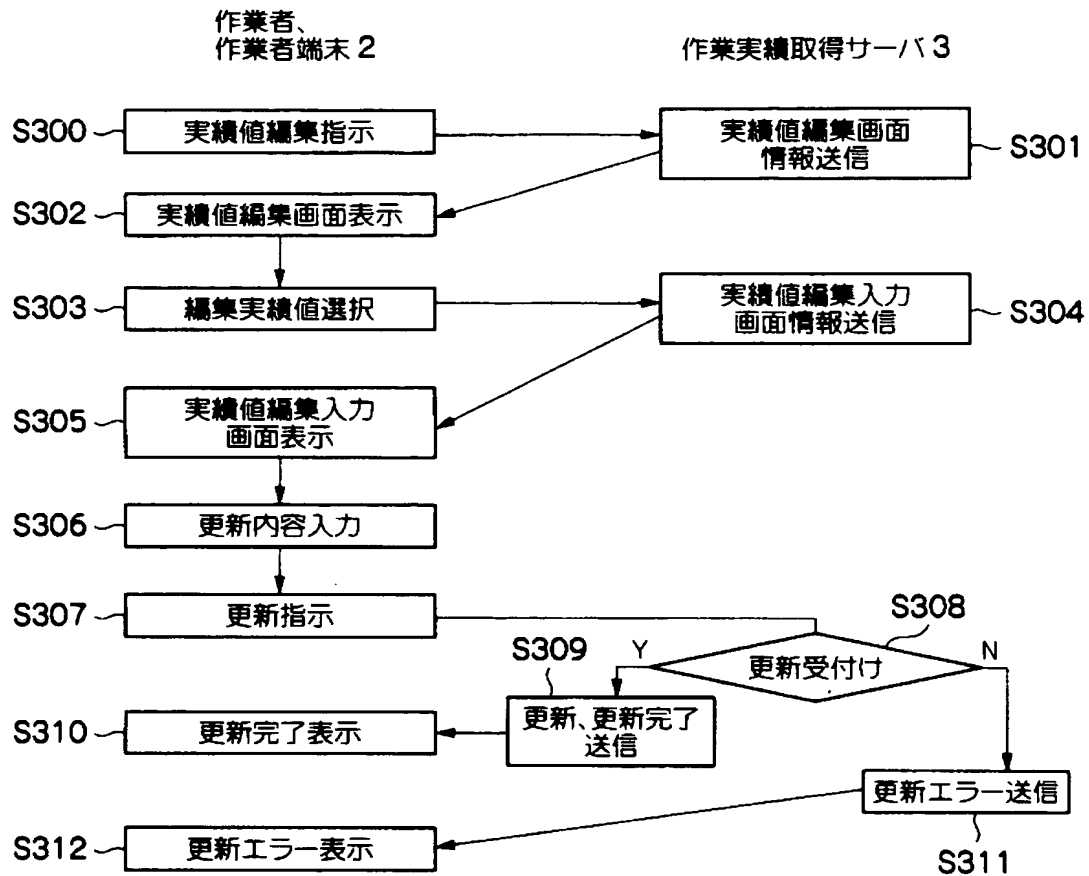 作業者、
作業者端末2
作業実績取得サーバ3
S300
実績値編集指示
実績値編集画面
情報送信
S301
S302
実績値編集画面表示
S303
編集実績値選択
実績値編集入力
画面情報送信
S304
S305
実績値編集入力
画面表示
S306
更新内容入力
S307
更新指示
S308
Y
更新受付け
N
S309
更新、更新完了
送信
S310
更新完了表示
更新エラー送信
S311
S312
更新エラー表示